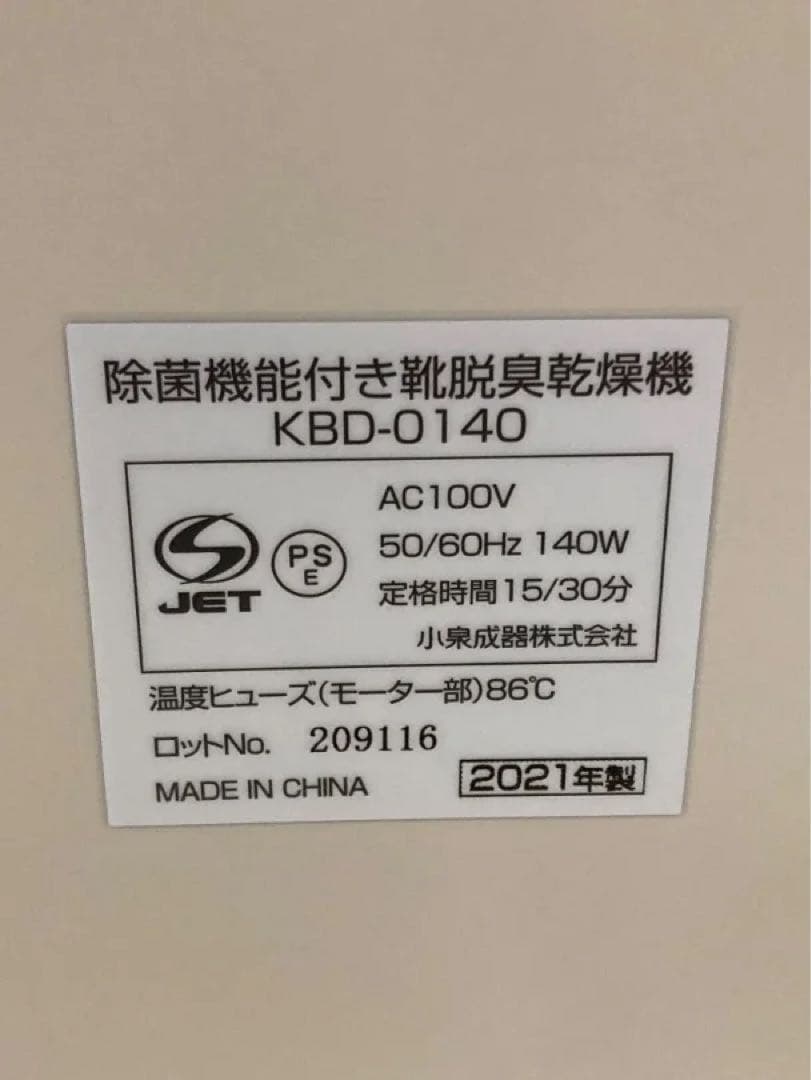 除菌機能付き靴脱臭乾燥機
KBD-0140
AC100V
50/60Hz 140W
定格時間15/30分
小泉成器株式会社
JET
PS
E
温度ヒューズ(モーター部)86℃
ロットNo. 209116
MADE IN CHINA
2021年製